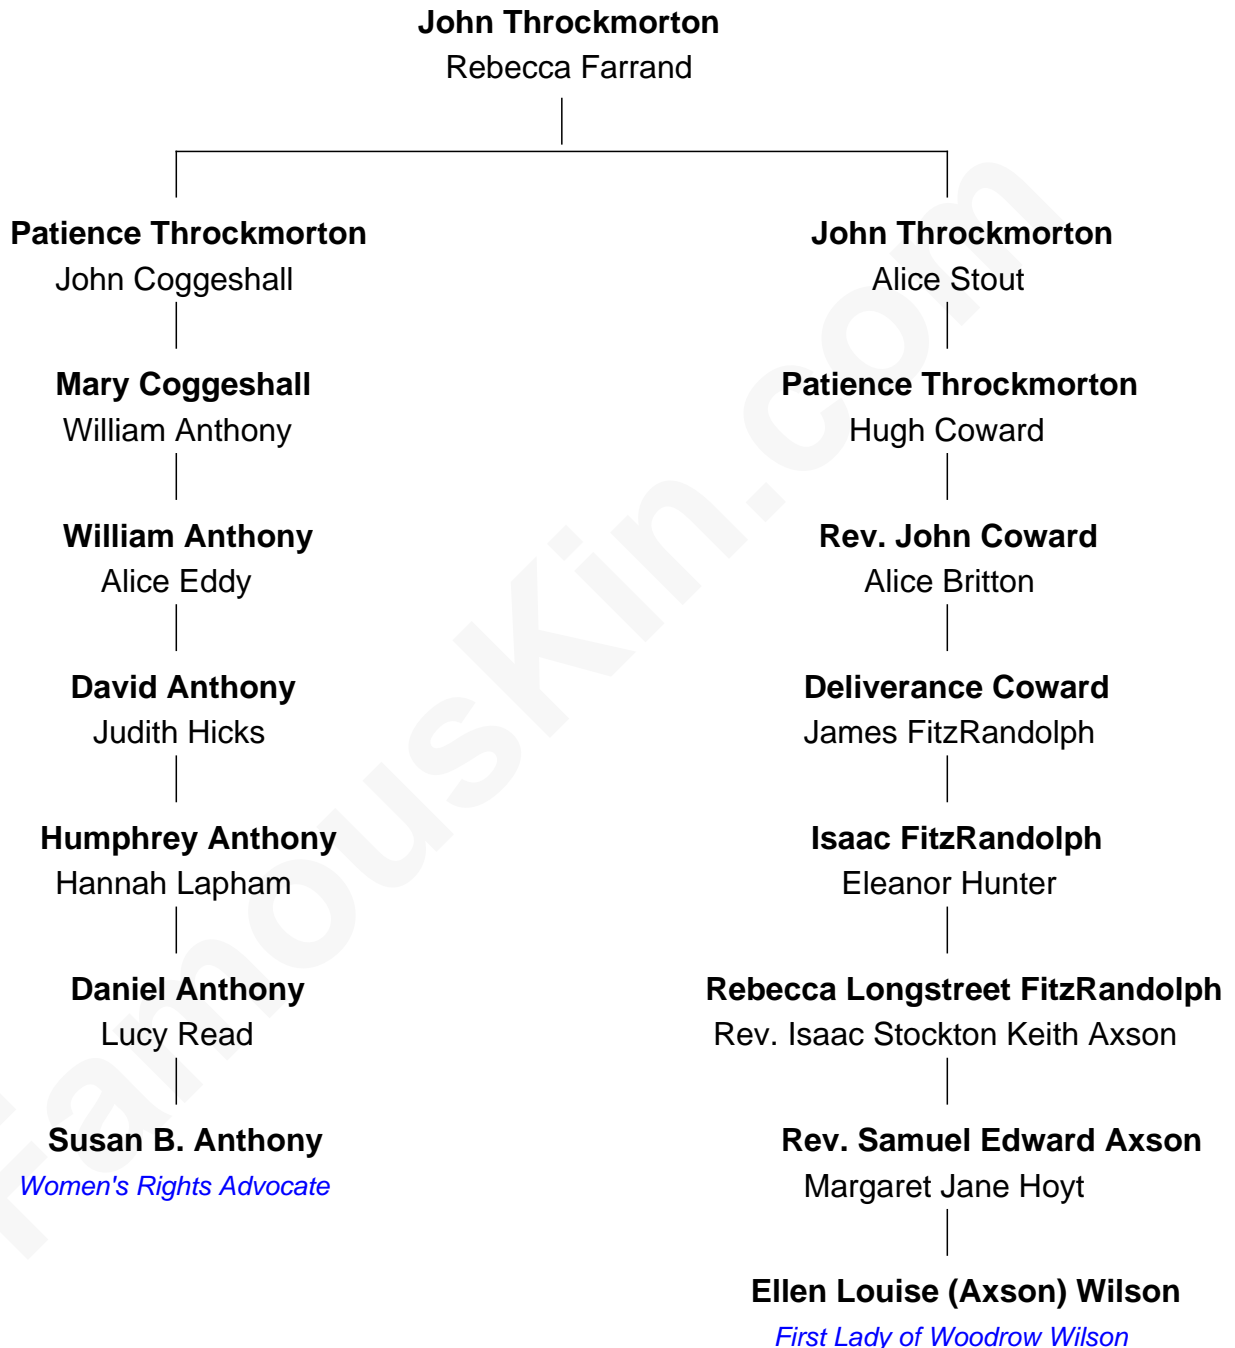 John Throckmorton
Rebecca Farrand
Patience Throckmorton
John Coggeshall
Mary Coggeshall
William Anthony
William Anthony
Alice Eddy
David Anthony
Judith Hicks
Humphrey Anthony
Hannah Lapham
Daniel Anthony
Lucy Read
Susan B. Anthony
Women's Rights Advocate
John Throckmorton
Alice Stout
Patience Throckmorton
Hugh Coward
Rev. John Coward
Alice Britton
Deliverance Coward
James FitzRandolph
Isaac FitzRandolph
Eleanor Hunter
Rebecca Longstreet FitzRandolph
Rev. Isaac Stockton Keith Axson
Rev. Samuel Edward Axson
Margaret Jane Hoyt
Ellen Louise (Axson) Wilson
First Lady of Woodrow Wilson
FamousKin.com